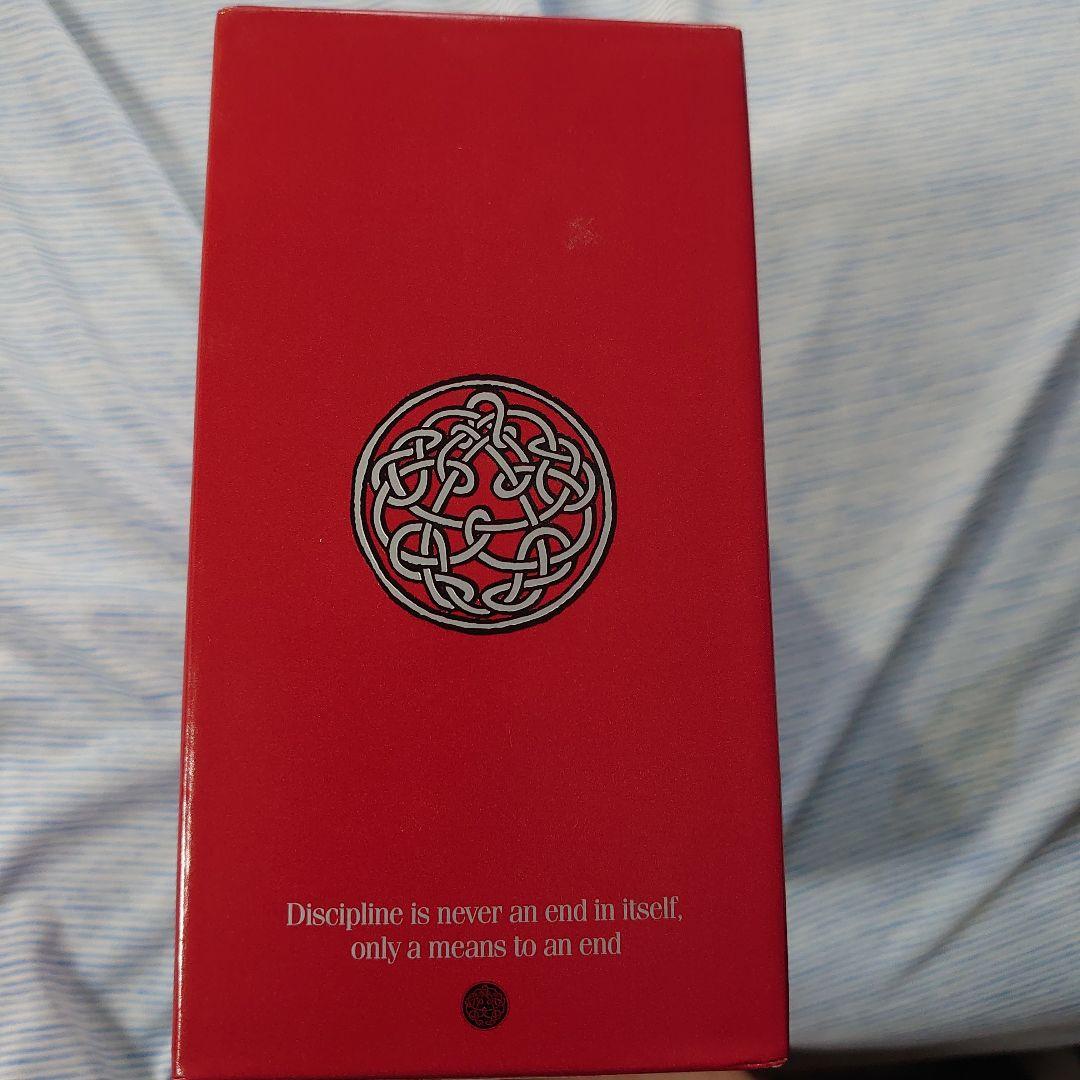 Discipline is never an end in itself,
only a means to an end